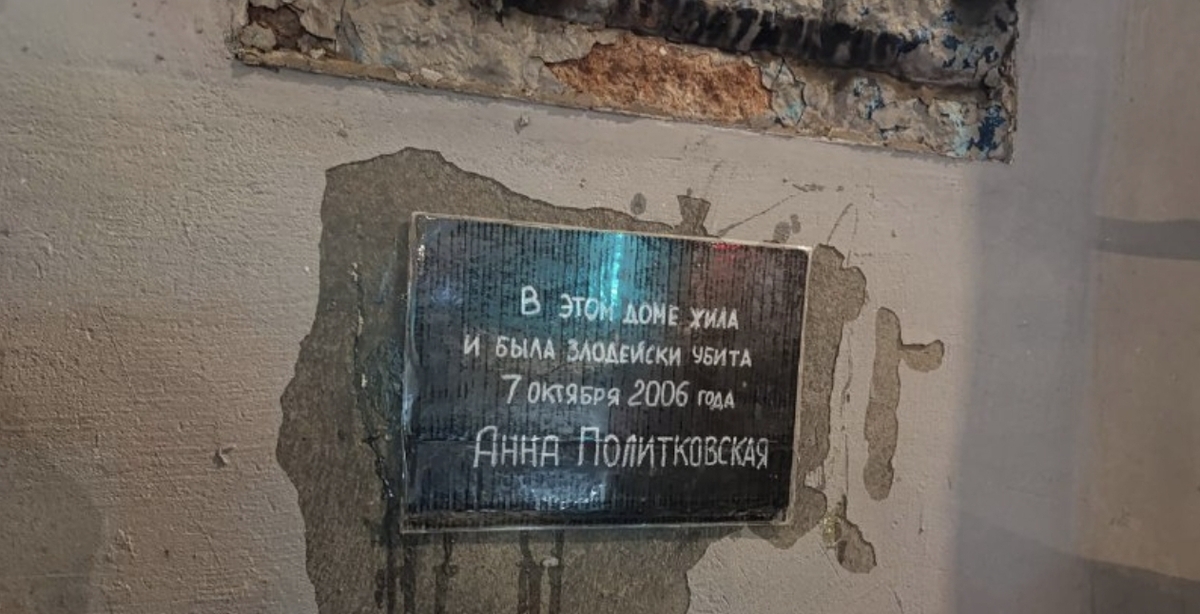 В ЭТОМ ДОМЕ ЖИЛА
И БЫЛА ЗЛОДЕЙСКИ УБИТА
7 ОКТЯБРЯ 2006 ГОДА
АННА ПОЛИТКОВСКАЯ